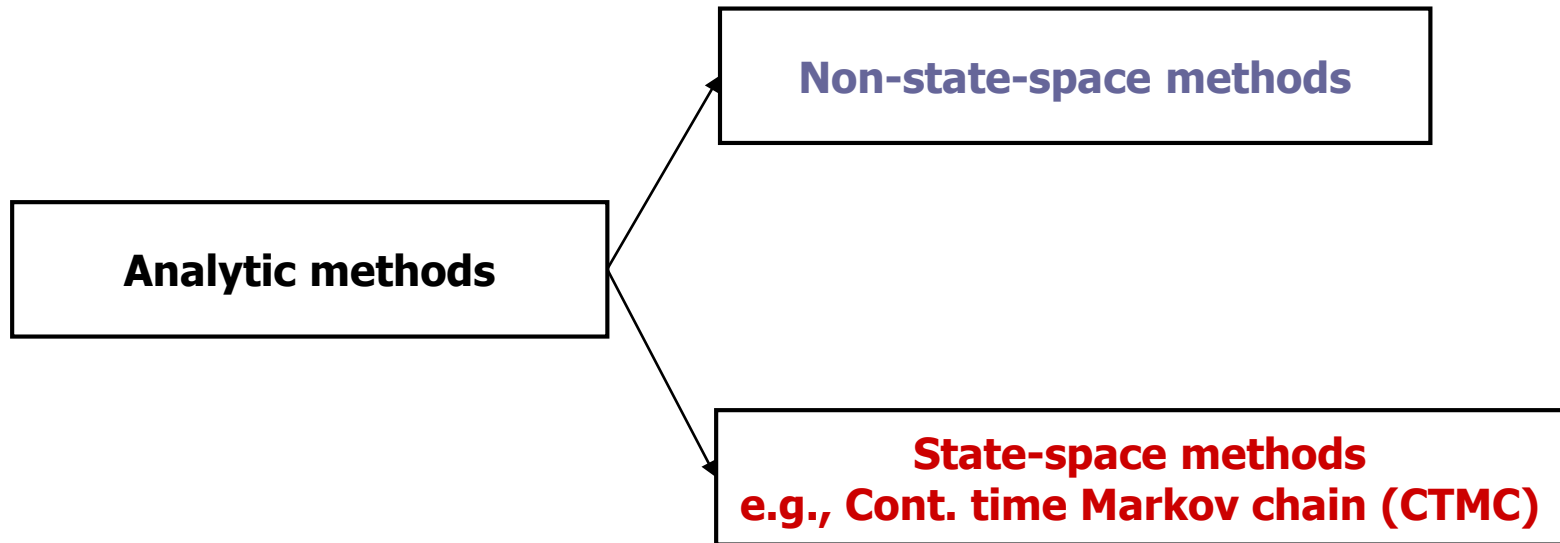 Non-state-space methods
Analytic methods
State-space methods
e.g., Cont. time Markov chain (CTMC)